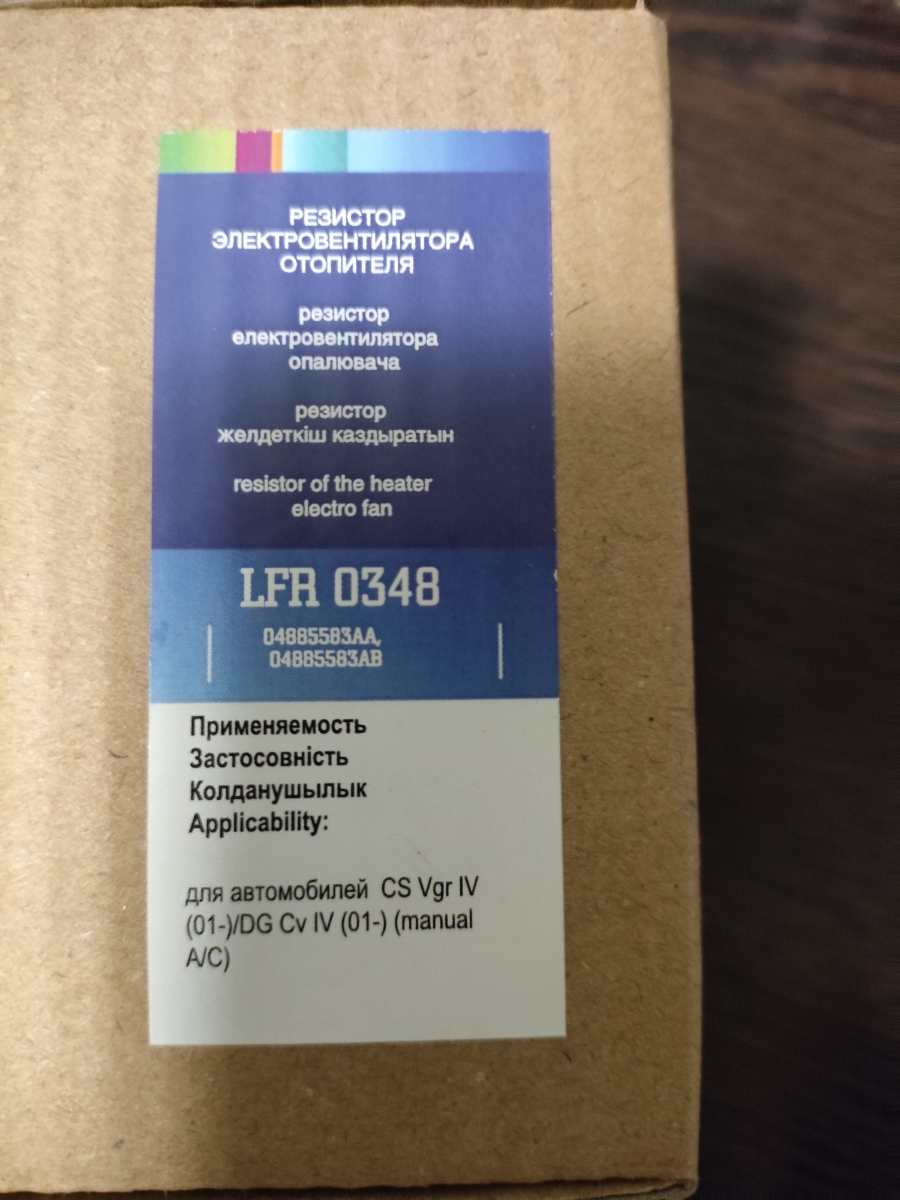 РЕЗИСТОР
ЭЛЕКТРОВЕНТИЛЯТОРА
ОТОПИТЕЛЯ
резистор
електровентилятора
опалювача
резистор
желдеткіш каздыратын
resistor of the heater
electro fan
LFR 0348
04885583AA,
04885583AB
Применяемость
Застосовність
Колданушылык
Applicability:
для автомобилей CS Vgr IV
(01-)/DG Cv IV (01-) (manual
A/C)